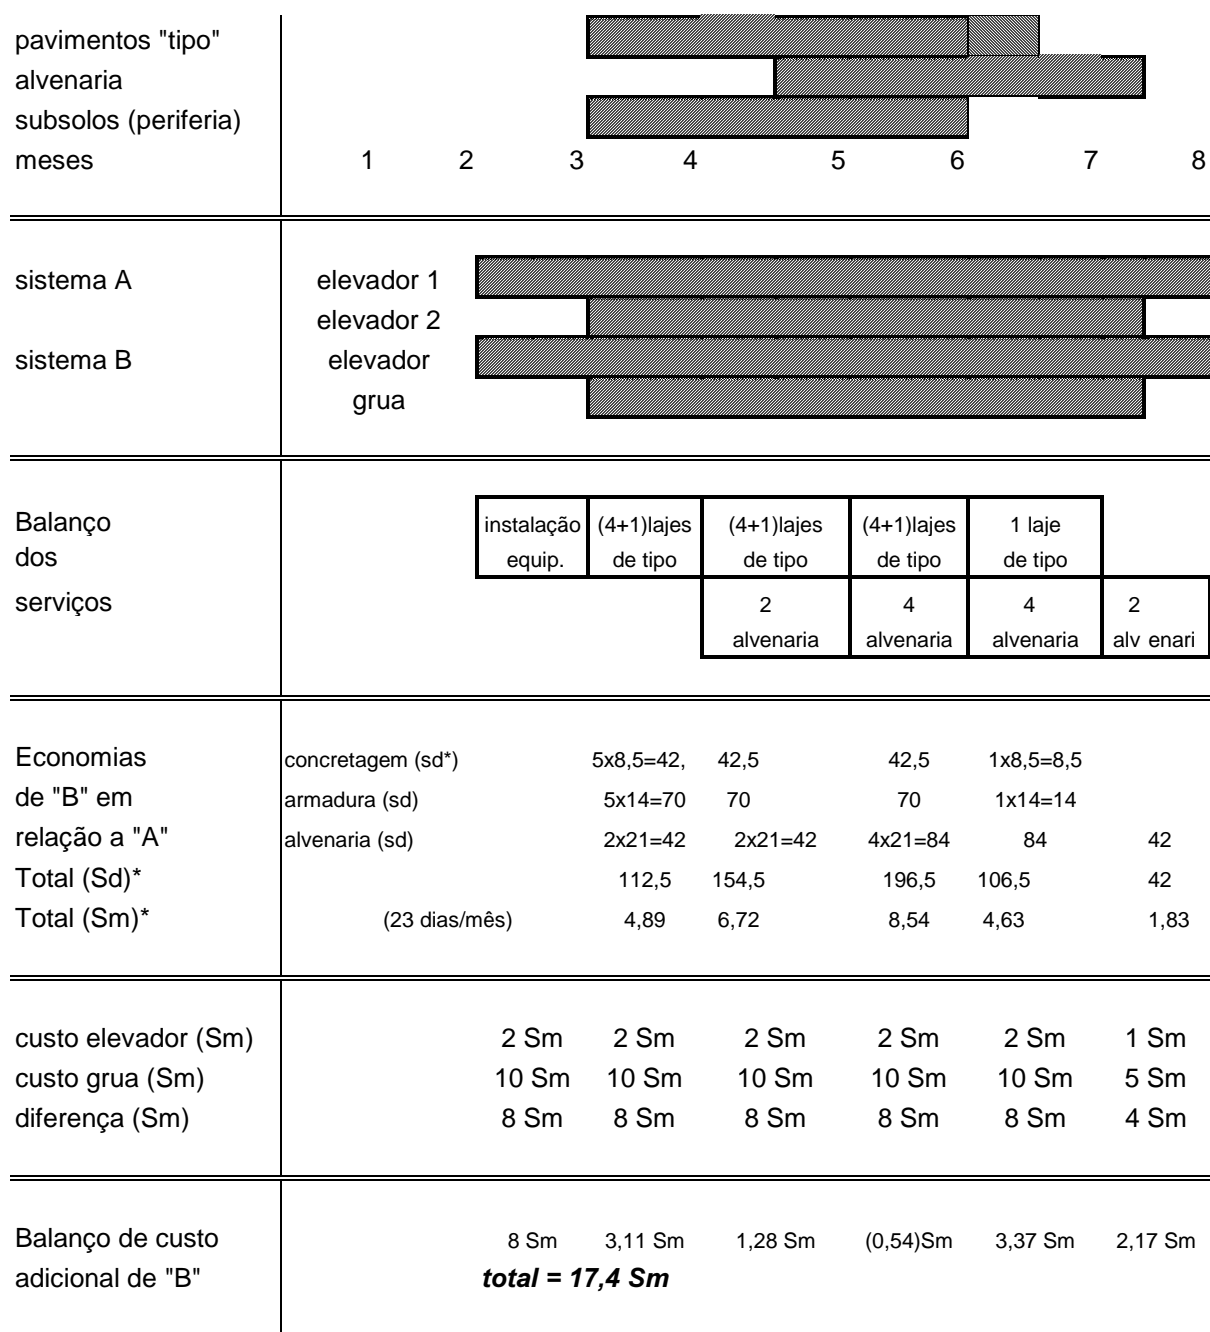 pavimentos "tipo"
alvenaria
subsolos (periferia)
meses 1 2 3 4 5 6 7 8
sistema A elevador 1
elevador 2
sistema B elevador
grua
Balanço instalação (4+1)lajes (4+1)lajes (4+1)lajes 1 laje
dos equip. de tipo de tipo de tipo de tipo
serviços 2 4 4 2
alvenaria alvenaria alvenaria alv enari
Economias concretagem (sd*) 5x8,5=42, 42,5 42,5 1x8,5=8,5
de "B" em armadura (sd) 5x14=70 70 70 1x14=14
relação a "A" alvenaria (sd) 2x21=42 2x21=42 4x21=84 84 42
Total (Sd)* 112,5 154,5 196,5 106,5 42
Total (Sm)* (23 dias/mês) 4,89 6,72 8,54 4,63 1,83
custo elevador (Sm) 2 Sm 2 Sm 2 Sm 2 Sm 2 Sm 1 Sm
custo grua (Sm) 10 Sm 10 Sm 10 Sm 10 Sm 10 Sm 5 Sm
diferença (Sm) 8 Sm 8 Sm 8 Sm 8 Sm 8 Sm 4 Sm
Balanço de custo 8 Sm 3,11 Sm 1,28 Sm (0,54)Sm 3,37 Sm 2,17 Sm
adicional de "B" total = 17,4 Sm